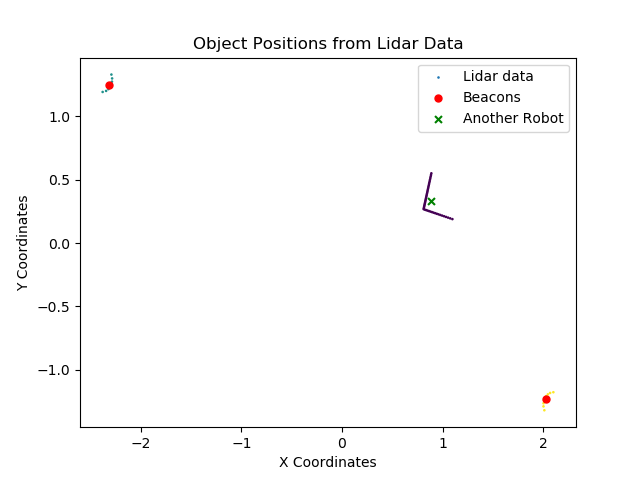 Object Positions from Lidar Data
Lidar data
Beacons
Another Robot
1.0
0.5
0.0
−0.5
−1.0
Y Coordinates
−2
−1
0
1
2
X Coordinates